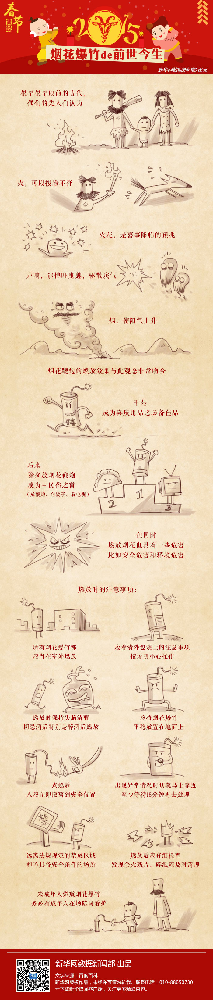 春节
畫説
2015
烟花爆竹de前世今生
新华网数据新闻部 出品
很早很早以前的古代，
偶们的先人们认为
火，可以拔除不祥
火花，是喜事降临的预兆
声响，能惮吓鬼魅，驱散戾气
烟，使阳气上升
烟花鞭炮的燃放效果与此观念非常吻合
囍
于是
成为喜庆用品之必备佳品
后来
除夕放烟花鞭炮
成为三民俗之首
（放鞭炮、包饺子、看电视）
2
1
3
但同时
燃放烟花也具有一些危害
比如安全危害和环境危害
燃放时的注意事项：
所有烟花爆竹都
应当在室外燃放
应看清外包装上的注意事项
按说明小心操作
燃放时保持头脑清醒
切忌酒后特别是醉酒后燃放
应将烟花爆竹
平稳放置在地面上
点燃后
人应立即撤离到安全位置
出现异常情况时切莫马上靠近
至少等待15分钟再去处理
禁
远离法规规定的禁放区域
和不具备安全条件的场所
燃放后应仔细检查
发现余火残片、碎纸应及时清理
未成年人燃放烟花爆竹
务必有成年人在场陪同看护
新华网数据新闻部 出品
文字来源：百度百科
新华网版权作品，未经许可请勿转载。联系电话：010-88050730
←下载新华炫闻客户端，关注更多精彩内容。
炫闻